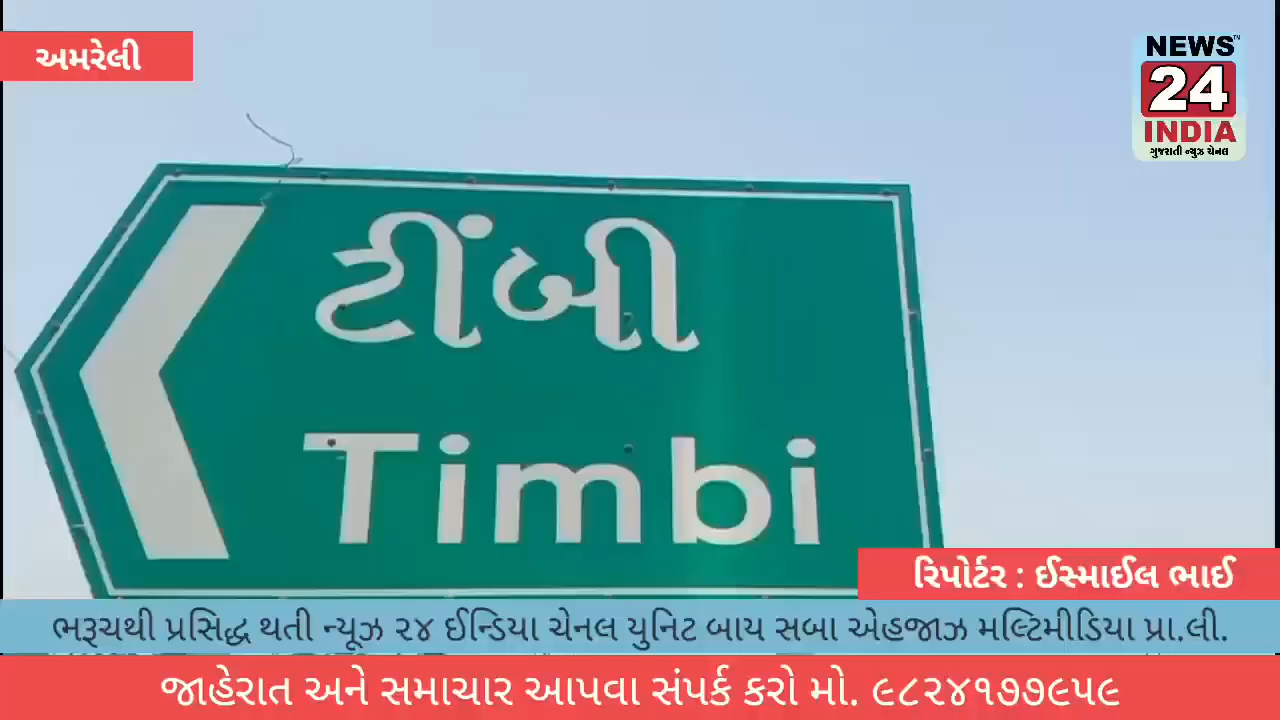 અમરેલી
NEWS
24
INDIA
ગુજરાતી ન્યુઝ ચેનલ
ટીંબી
Timbi
રિપોર્ટર : ઈસ્માઈલ ભાઈ
ભરૂચથી પ્રસિદ્ધ થતી ન્યૂઝ ૨૪ ઈન્ડિયા ચેનલ યુનિટ બાય સબા એહજાઝ મલ્ટિમીડિયા પ્રા.લી.
જાહેરાત અને સમાચાર આપવા સંપર્ક કરો મો. ૯૮૨૪૧૭૭૯૫૯